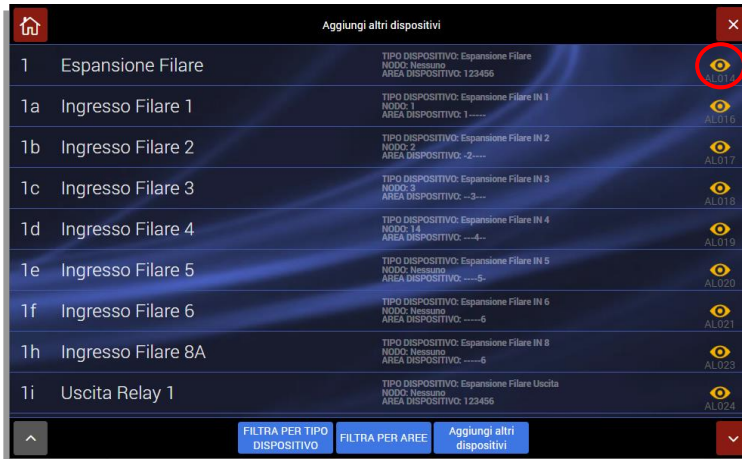 Aggiungi altri dispositivi
1 Espansione Filare
TIPO DISPOSITIVO: Espansione Filare
NODO: Nessuno
AREA DISPOSITIVO: 123456
AL014
1a Ingresso Filare 1
TIPO DISPOSITIVO: Espansione Filare IN 1
NODO: 1
AREA DISPOSITIVO: 1-----
AL016
1b Ingresso Filare 2
TIPO DISPOSITIVO: Espansione Filare IN 2
NODO: 2
AREA DISPOSITIVO: -2----
AL017
1c Ingresso Filare 3
TIPO DISPOSITIVO: Espansione Filare IN 3
NODO: 3
AREA DISPOSITIVO: --3---
AL018
1d Ingresso Filare 4
TIPO DISPOSITIVO: Espansione Filare IN 4
NODO: 14
AREA DISPOSITIVO: ---4--
AL019
1e Ingresso Filare 5
TIPO DISPOSITIVO: Espansione Filare IN 5
NODO: Nessuno
AREA DISPOSITIVO: ----5-
AL020
1f Ingresso Filare 6
TIPO DISPOSITIVO: Espansione Filare IN 6
NODO: Nessuno
AREA DISPOSITIVO: -----6
AL021
1h Ingresso Filare 8A
TIPO DISPOSITIVO: Espansione Filare IN 8
NODO: Nessuno
AREA DISPOSITIVO: -----6
AL023
1i Uscita Relay 1
TIPO DISPOSITIVO: Espansione Filare Uscita
NODO: Nessuno
AREA DISPOSITIVO: 123456
AL024
FILTRA PER TIPO
DISPOSITIVO
FILTRA PER AREE
Aggiungi altri
dispositivi